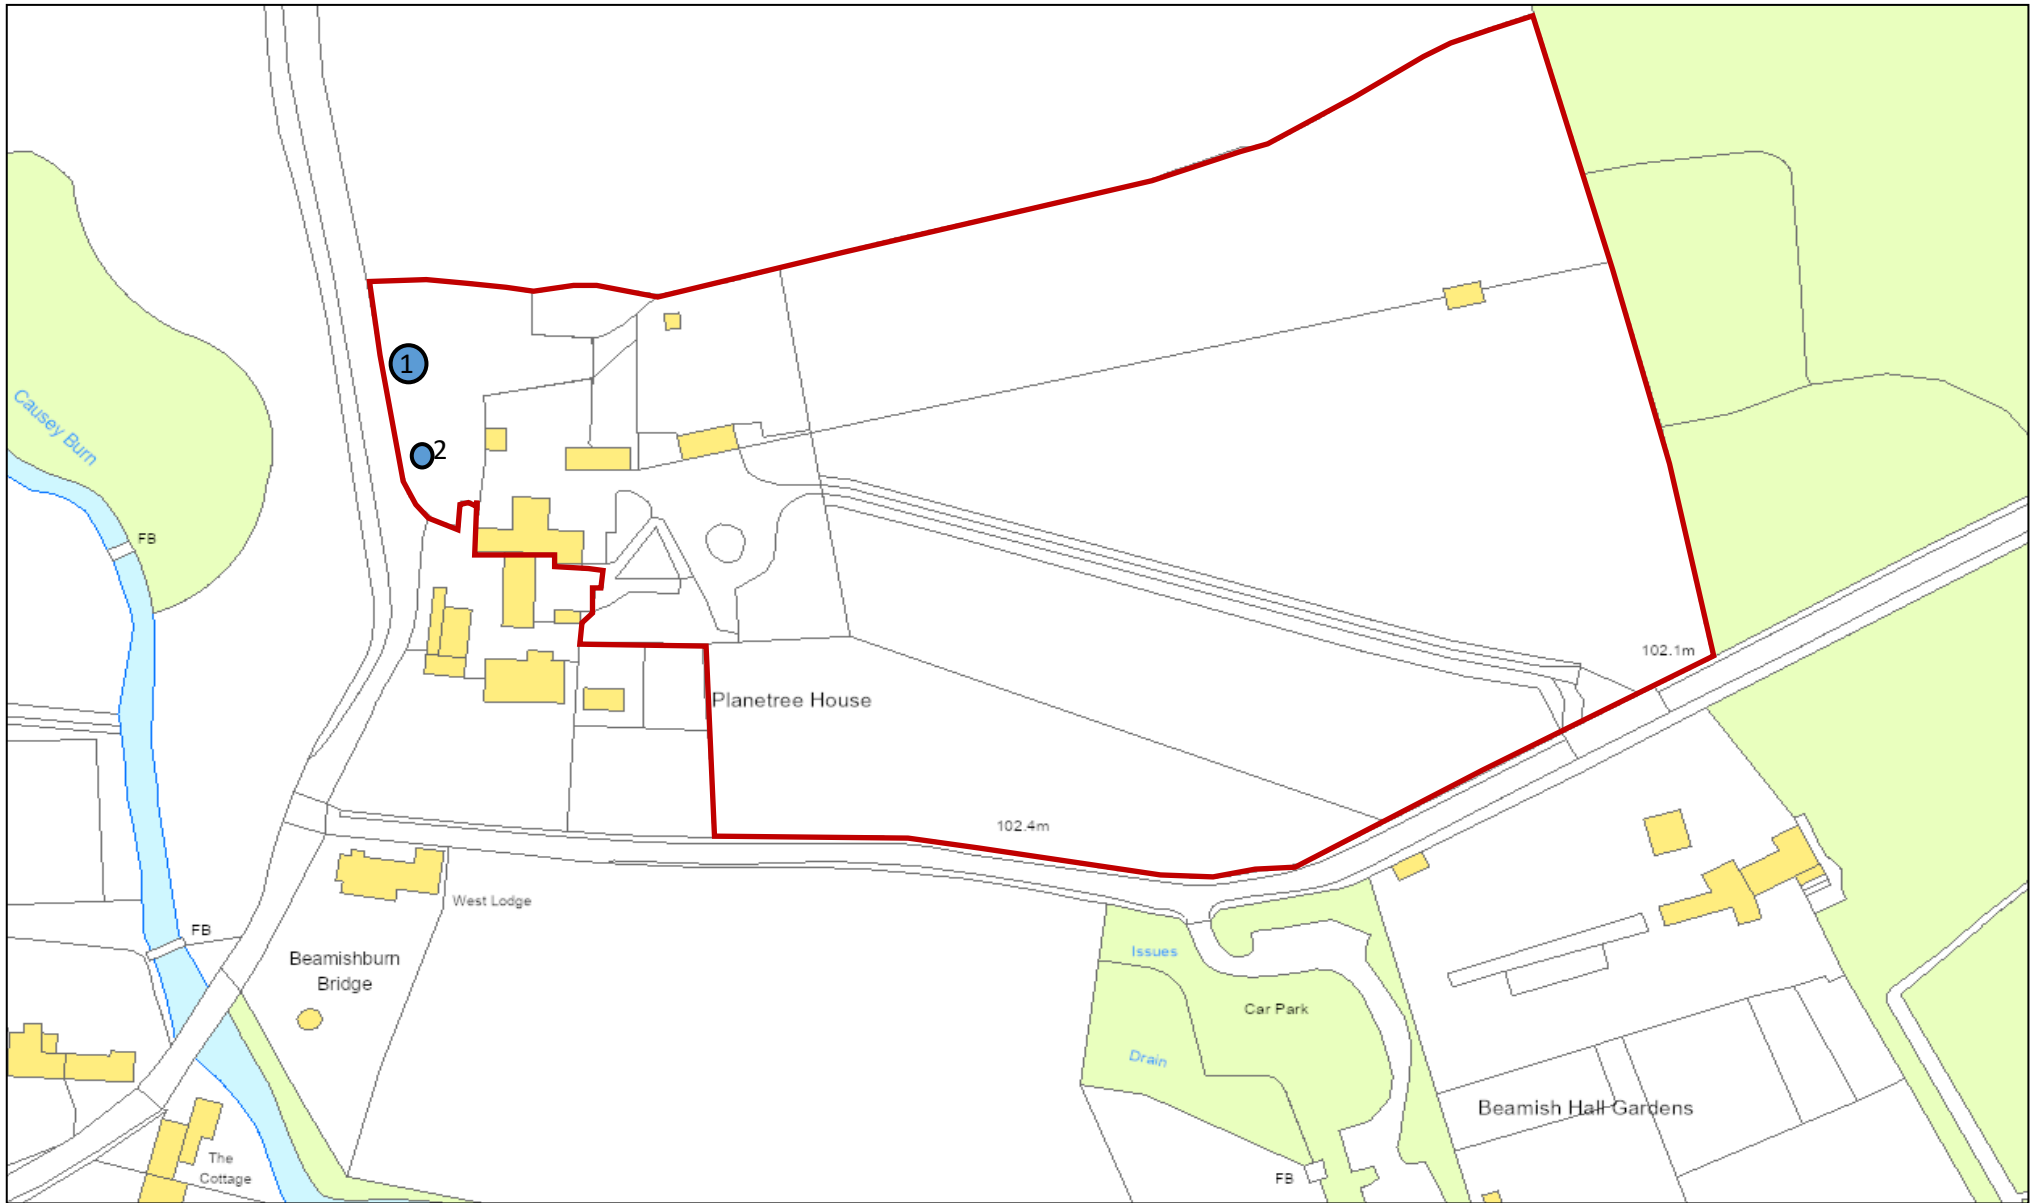 1
2
Causey Burn
FB
102.1m
Planetree House
102.4m
West Lodge
FB
Issues
Beamishburn
Bridge
Car Park
Drain
Beamish Hall Gardens
The
Cottage
FB